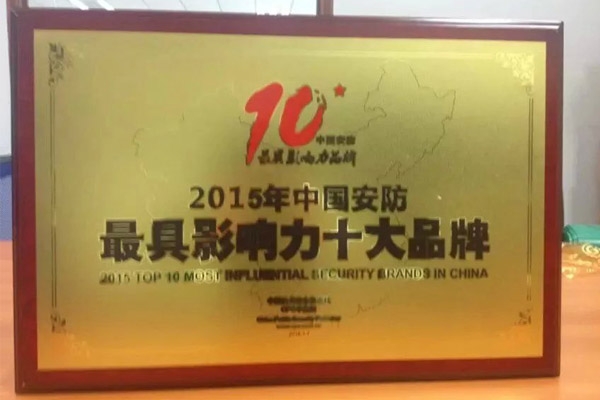 10
中国安防
最具影响力品牌
2015年中国安防
最具影响力十大品牌
2015 TOP 10 MOST INFLUENTIAL SECURITY BRANDS IN CHINA